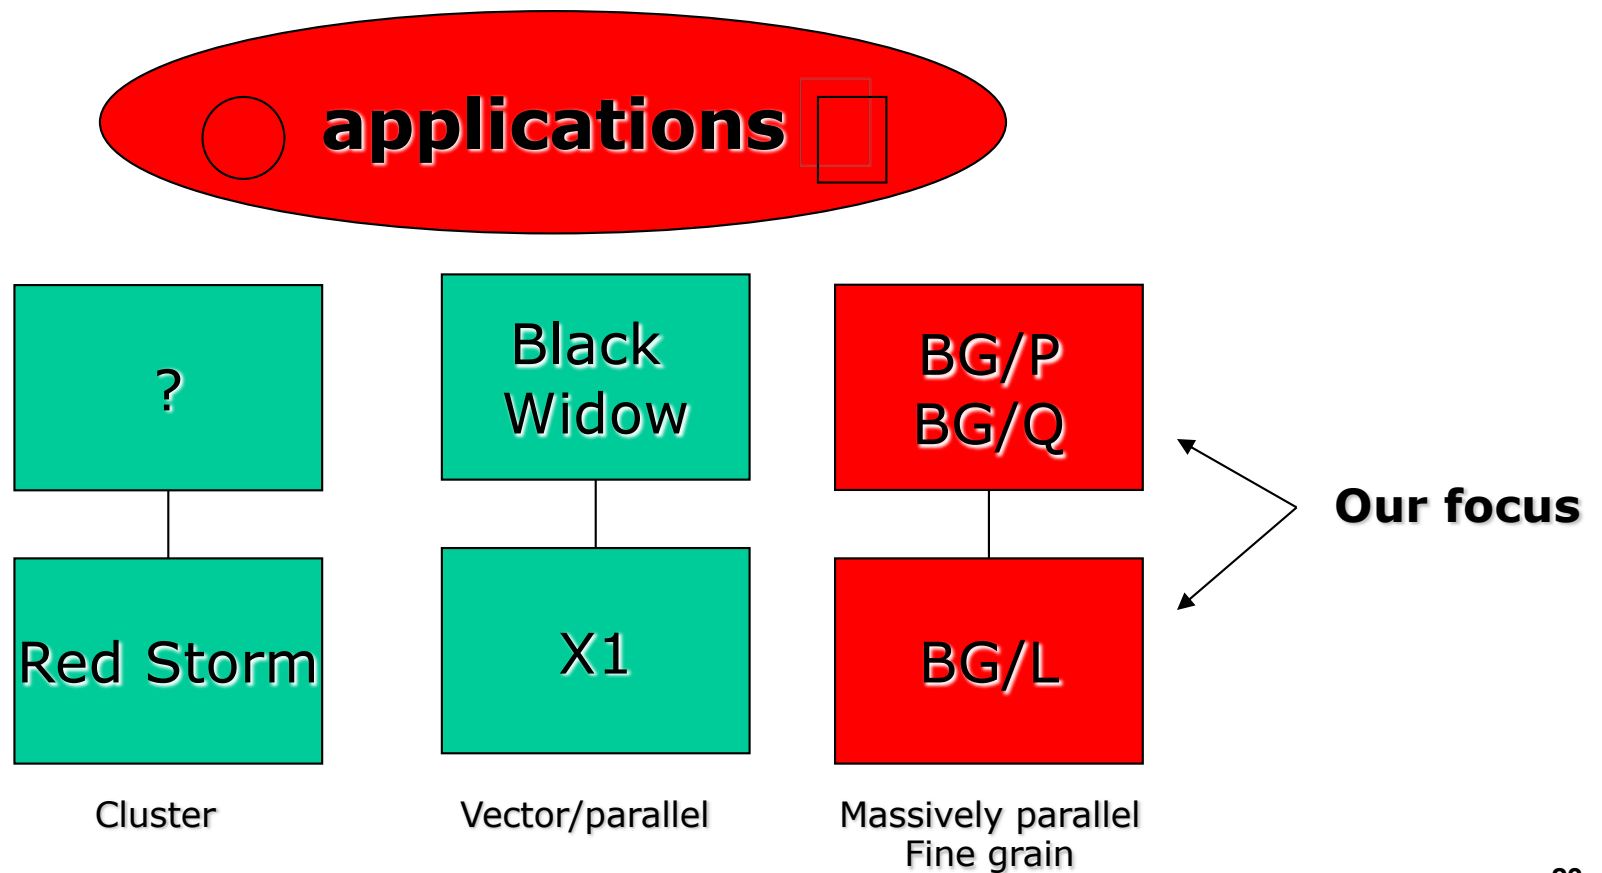 applications
?
Black
Widow
BG/P
BG/Q
Our focus
Red Storm
X1
BG/L
Cluster
Vector/parallel
Massively parallel
Fine grain